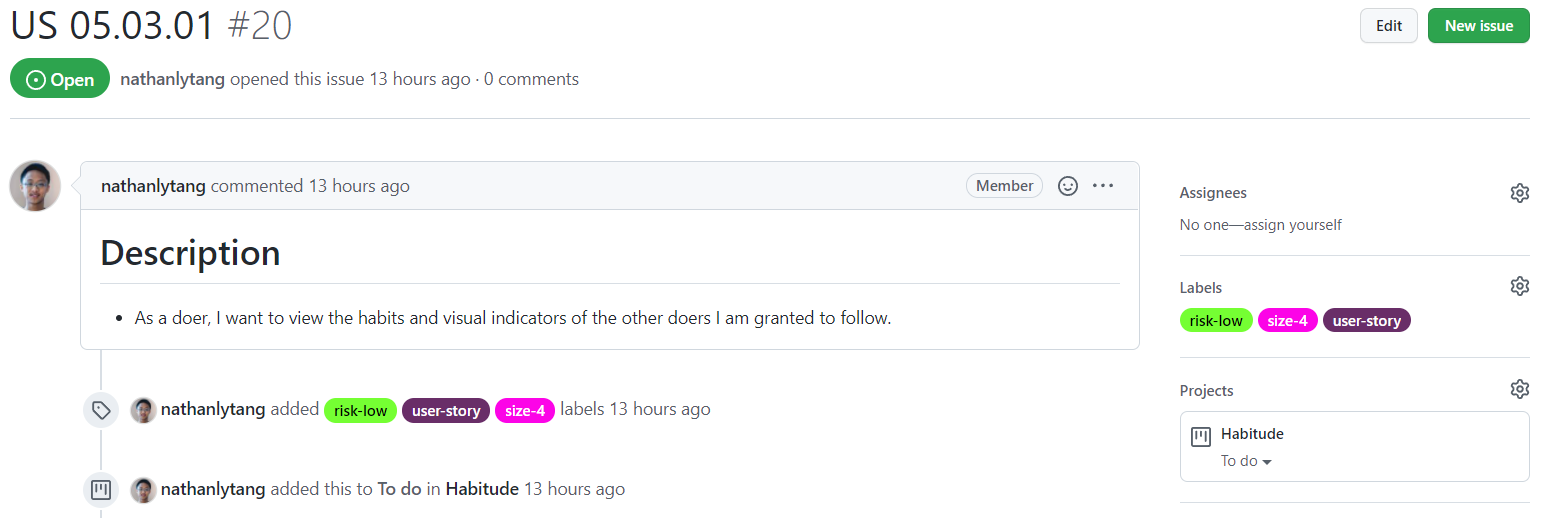 US 05.03.01 #20
Edit
New issue
Open
nathanlytang opened this issue 13 hours ago · 0 comments
nathanlytang commented 13 hours ago
Member
Description
• As a doer, I want to view the habits and visual indicators of the other doers I am granted to follow.
nathanlytang added risk-low user-story size-4 labels 13 hours ago
nathanlytang added this to To do in Habitude 13 hours ago
Assignees
No one—assign yourself
Labels
risk-low size-4 user-story
Projects
Habitude
To do